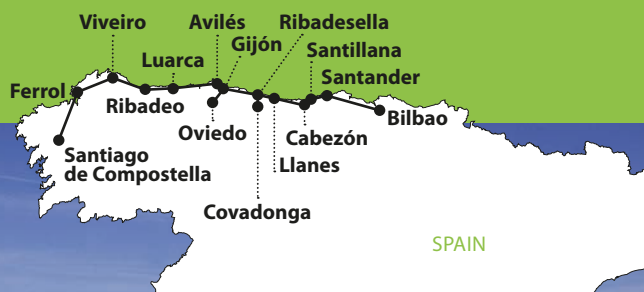 Viveiro
Avilés
Ribadesella
Gijón
Santillana
Luarca
Santander
Ferrol
Ribadeo
Bilbao
Oviedo
Cabezón
Santiago
de Compostella
Llanes
Covadonga
SPAIN